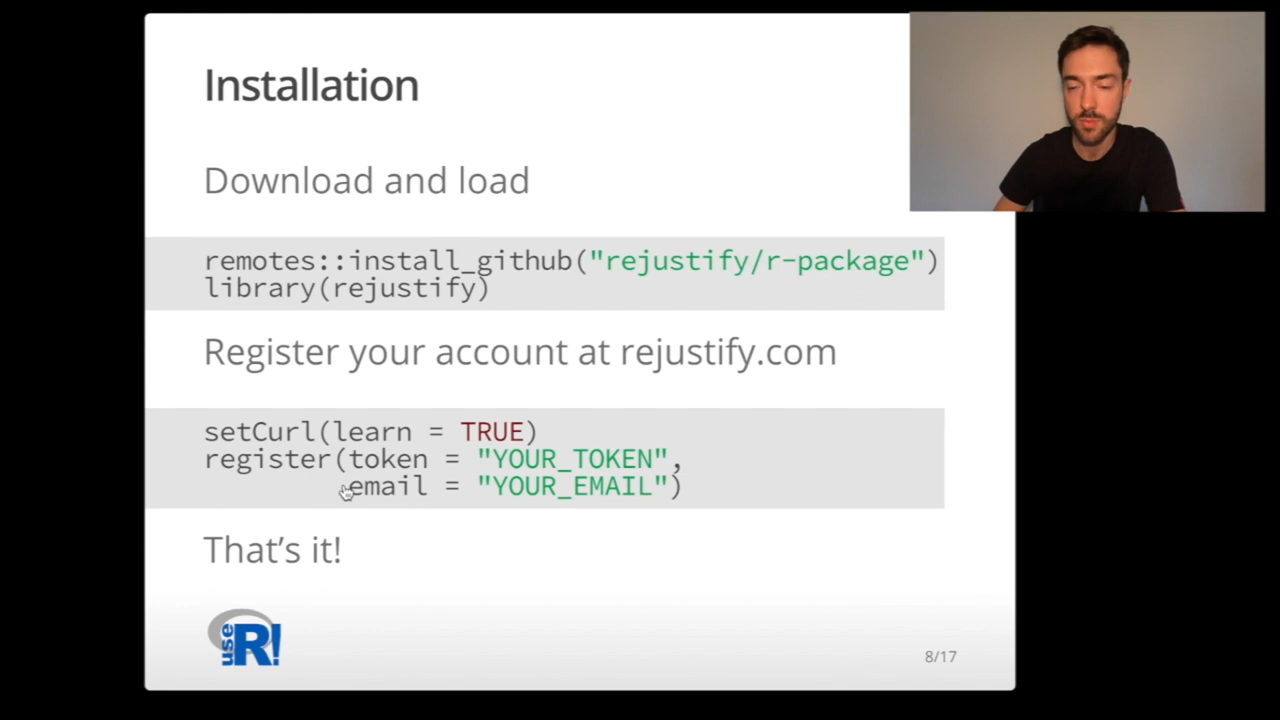 Installation
Download and load
remotes::install_github("rejustify/r-package")
library(rejustify)
Register your account at rejustify.com
setCurl(learn = TRUE)
register(token = "YOUR_TOKEN",
email = "YOUR_EMAIL")
That's it!
use R!
8/17